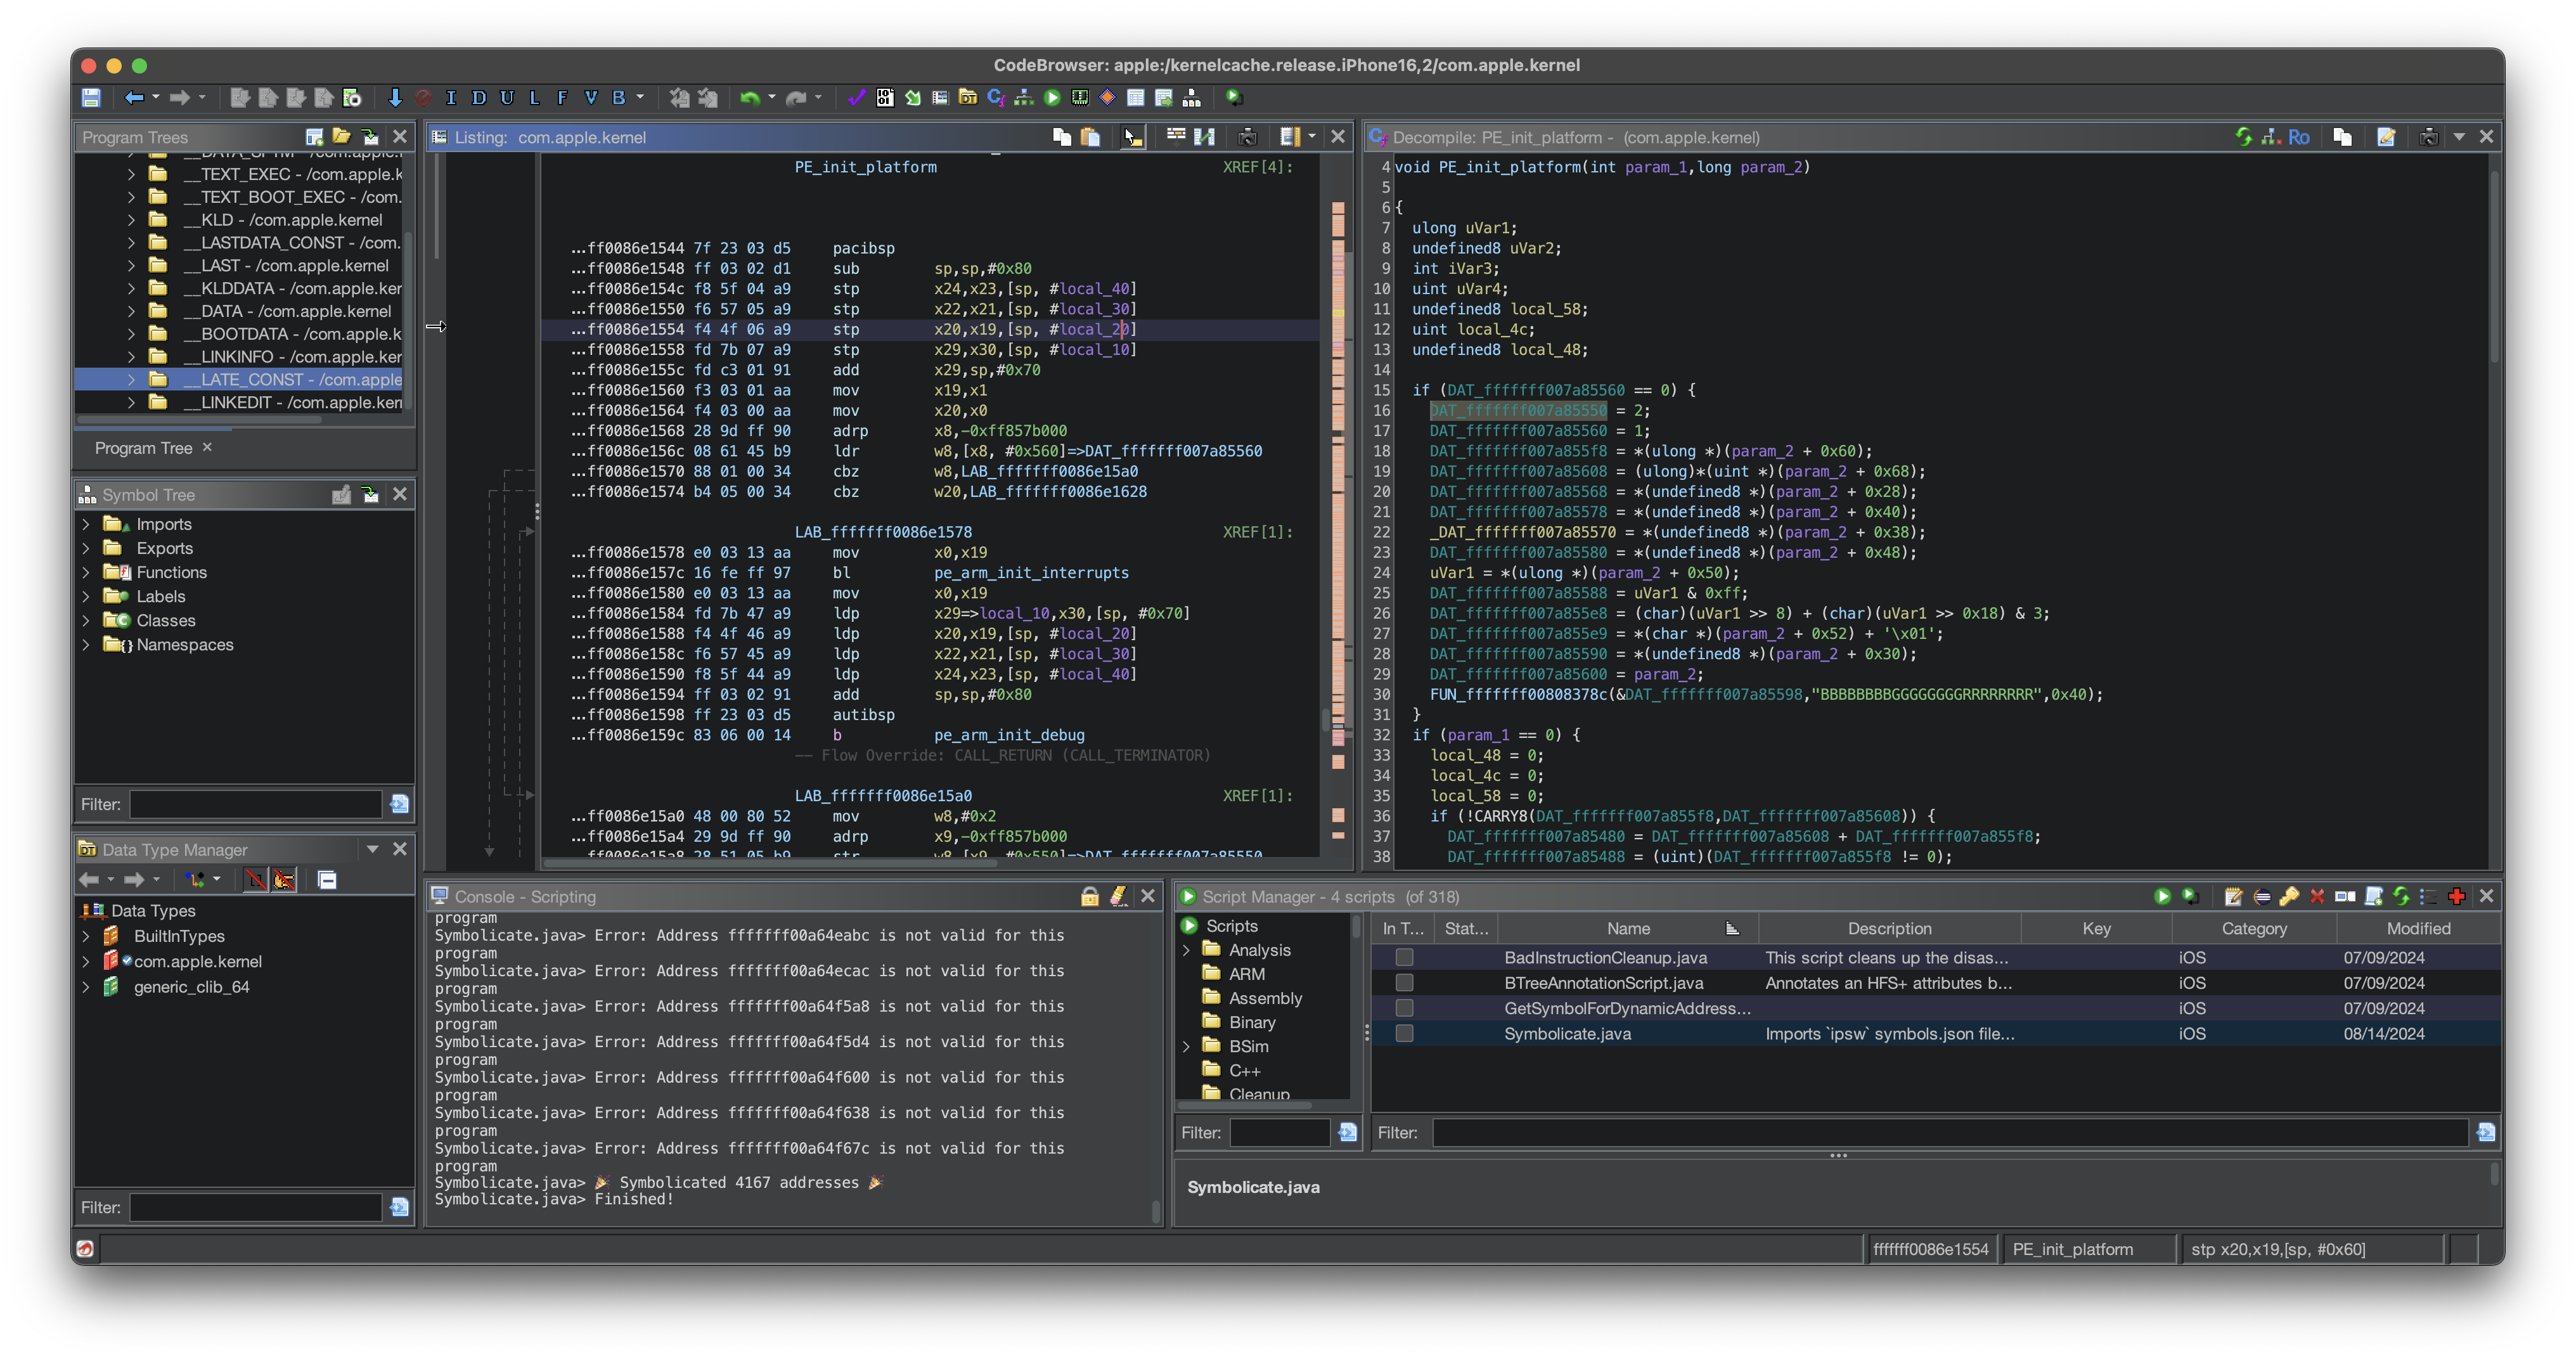 CodeBrowser: apple:/kernelcache.release.iPhone16,2/com.apple.kernel
I D U L F V B
Program Trees
__TEXT_EXEC - /com.apple.k
__TEXT_BOOT_EXEC - /com.
__KLD - /com.apple.kernel
__LASTDATA_CONST - /com.
__LAST - /com.apple.kernel
__KLDDATA - /com.apple.ker
__DATA - /com.apple.kernel
__BOOTDATA - /com.apple.ker
__LINKINFO - /com.apple.ker
__LATE_CONST - /com.apple
__LINKEDIT - /com.apple.ker
Program Tree ×
Symbol Tree
Imports
Exports
Functions
Labels
Classes
Namespaces
Filter:
Data Type Manager
Data Types
BuiltInTypes
com.apple.kernel
generic_clib_64
Filter:
Listing: com.apple.kernel
PE_init_platform XREF[4]:
...ff0086e1544 7f 23 03 d5 pacibsp
...ff0086e1548 ff 03 02 d1 sub sp,sp,#0x80
...ff0086e154c f8 5f 04 a9 stp x24,x23,[sp, #local_40]
...ff0086e1550 f6 57 05 a9 stp x22,x21,[sp, #local_30]
...ff0086e1554 f4 4f 06 a9 stp x20,x19,[sp, #local_20]
...ff0086e1558 fd 7b 07 a9 stp x29,x30,[sp, #local_10]
...ff0086e155c fd c3 01 91 add x29,sp,#0x70
...ff0086e1560 f3 03 01 aa mov x19,x1
...ff0086e1564 f4 03 00 aa mov x20,x0
...ff0086e1568 28 9d ff 90 adrp x8,-0xff857b000
...ff0086e156c 08 61 45 b9 ldr w8,[x8, #0x560]=>DAT_fffffff007a85560
...ff0086e1570 88 01 00 34 cbz w8,LAB_fffffff0086e15a0
...ff0086e1574 b4 05 00 34 cbz w20,LAB_fffffff0086e1628
LAB_fffffff0086e1578 XREF[1]:
...ff0086e1578 e0 03 13 aa mov x0,x19
...ff0086e157c 16 fe ff 97 bl pe_arm_init_interrupts
...ff0086e1580 e0 03 13 aa mov x0,x19
...ff0086e1584 fd 7b 47 a9 ldp x29=>local_10,x30,[sp, #0x70]
...ff0086e1588 f4 4f 46 a9 ldp x20,x19,[sp, #local_20]
...ff0086e158c f6 57 45 a9 ldp x22,x21,[sp, #local_30]
...ff0086e1590 f8 5f 44 a9 ldp x24,x23,[sp, #local_40]
...ff0086e1594 ff 03 02 91 add sp,sp,#0x80
...ff0086e1598 ff 23 03 d5 autibsp
...ff0086e159c 83 06 00 14 b pe_arm_init_debug
-- Flow Override: CALL_RETURN (CALL_TERMINATOR)
LAB_fffffff0086e15a0 XREF[1]:
...ff0086e15a0 48 00 80 52 mov w8,#0x2
...ff0086e15a4 29 9d ff 90 adrp x9,-0xff857b000
...ff0086e15a8 28 51 05 b9 str w8,[x9, #0x550]=>DAT_fffffff007a85550
Decompile: PE_init_platform - (com.apple.kernel)
Ro
4 void PE_init_platform(int param_1,long param_2)
5
6 {
7 ulong uVar1;
8 undefined8 uVar2;
9 int iVar3;
10 uint uVar4;
11 undefined8 local_58;
12 uint local_4c;
13 undefined8 local_48;
14
15 if (DAT_fffffff007a85560 == 0) {
16 DAT_fffffff007a85550 = 2;
17 DAT_fffffff007a85560 = 1;
18 DAT_fffffff007a855f8 = *(ulong *)(param_2 + 0x60);
19 DAT_fffffff007a85608 = (ulong)*(uint *)(param_2 + 0x68);
20 DAT_fffffff007a85568 = *(undefined8 *)(param_2 + 0x28);
21 DAT_fffffff007a85578 = *(undefined8 *)(param_2 + 0x40);
22 _DAT_fffffff007a85570 = *(undefined8 *)(param_2 + 0x38);
23 DAT_fffffff007a85580 = *(undefined8 *)(param_2 + 0x48);
24 uVar1 = *(ulong *)(param_2 + 0x50);
25 DAT_fffffff007a85588 = uVar1 & 0xff;
26 DAT_fffffff007a855e8 = (char)(uVar1 >> 8) + (char)(uVar1 >> 0x18) & 3;
27 DAT_fffffff007a855e9 = *(char *)(param_2 + 0x52) + '\x01';
28 DAT_fffffff007a85590 = *(undefined8 *)(param_2 + 0x30);
29 DAT_fffffff007a85600 = param_2;
30 FUN_fffffff00808378c(&DAT_fffffff007a85598,"BBBBBBBBGGGGGGGGRRRRRRRR",0x40);
31 }
32 if (param_1 == 0) {
33 local_48 = 0;
34 local_4c = 0;
35 local_58 = 0;
36 if (!CARRY8(DAT_fffffff007a855f8,DAT_fffffff007a85608)) {
37 DAT_fffffff007a85480 = DAT_fffffff007a85608 + DAT_fffffff007a855f8;
38 DAT_fffffff007a85488 = (uint)(DAT_fffffff007a855f8 != 0);
Console - Scripting
program
Symbolicate.java> Error: Address fffffff00a64eabc is not valid for this
program
Symbolicate.java> Error: Address fffffff00a64ecac is not valid for this
program
Symbolicate.java> Error: Address fffffff00a64f5a8 is not valid for this
program
Symbolicate.java> Error: Address fffffff00a64f5d4 is not valid for this
program
Symbolicate.java> Error: Address fffffff00a64f600 is not valid for this
program
Symbolicate.java> Error: Address fffffff00a64f638 is not valid for this
program
Symbolicate.java> Error: Address fffffff00a64f67c is not valid for this
program
Symbolicate.java> 🎉 Symbolicated 4167 addresses 🎉
Symbolicate.java> Finished!
Script Manager - 4 scripts (of 318)
Scripts
Analysis
ARM
Assembly
Binary
BSim
C++
Cleanup
Filter:
In T... Stat... Name Description Key Category Modified
BadInstructionCleanup.java This script cleans up the disas... iOS 07/09/2024
BTreeAnnotationScript.java Annotates an HFS+ attributes b... iOS 07/09/2024
GetSymbolForDynamicAddress... iOS 07/09/2024
Symbolicate.java Imports `ipsw` symbols.json file... iOS 08/14/2024
Filter:
Symbolicate.java
fffffff0086e1554 PE_init_platform stp x20,x19,[sp, #0x60]